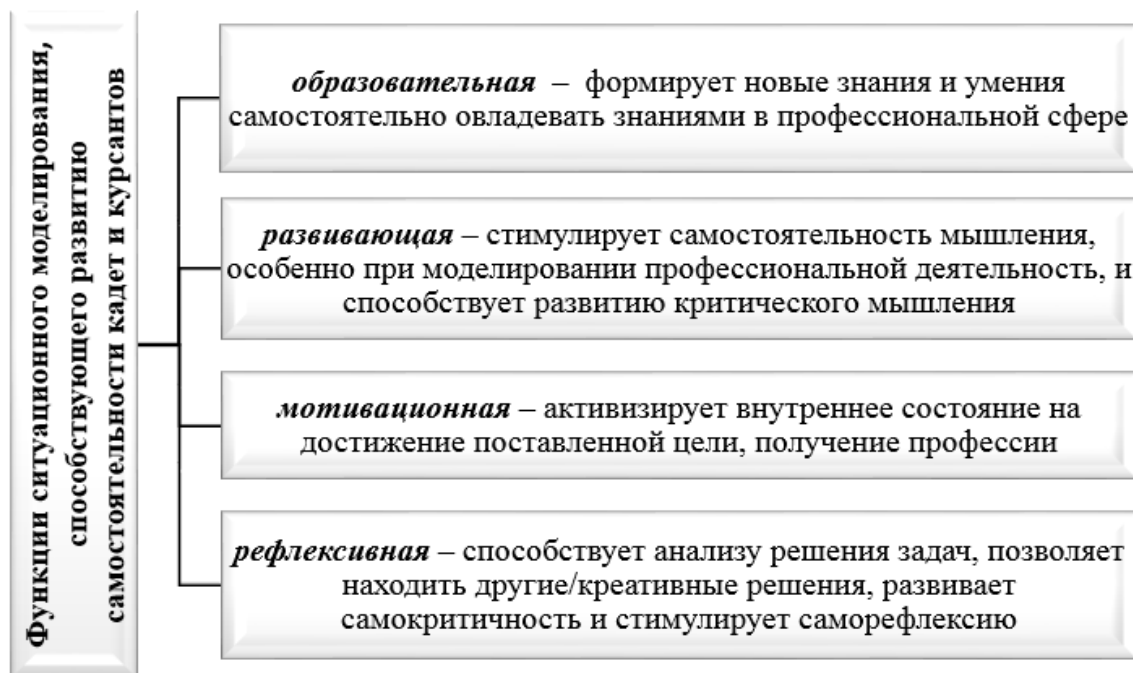 Функции ситуационного моделирования,
способствующего развитию
самостоятельности кадет и курсантов
образовательная – формирует новые знания и умения
самостоятельно овладевать знаниями в профессиональной сфере
развивающая – стимулирует самостоятельность мышления,
особенно при моделировании профессиональной деятельность, и
способствует развитию критического мышления
мотивационная – активизирует внутреннее состояние на
достижение поставленной цели, получение профессии
рефлексивная – способствует анализу решения задач, позволяет
находить другие/креативные решения, развивает
самокритичность и стимулирует саморефлексию